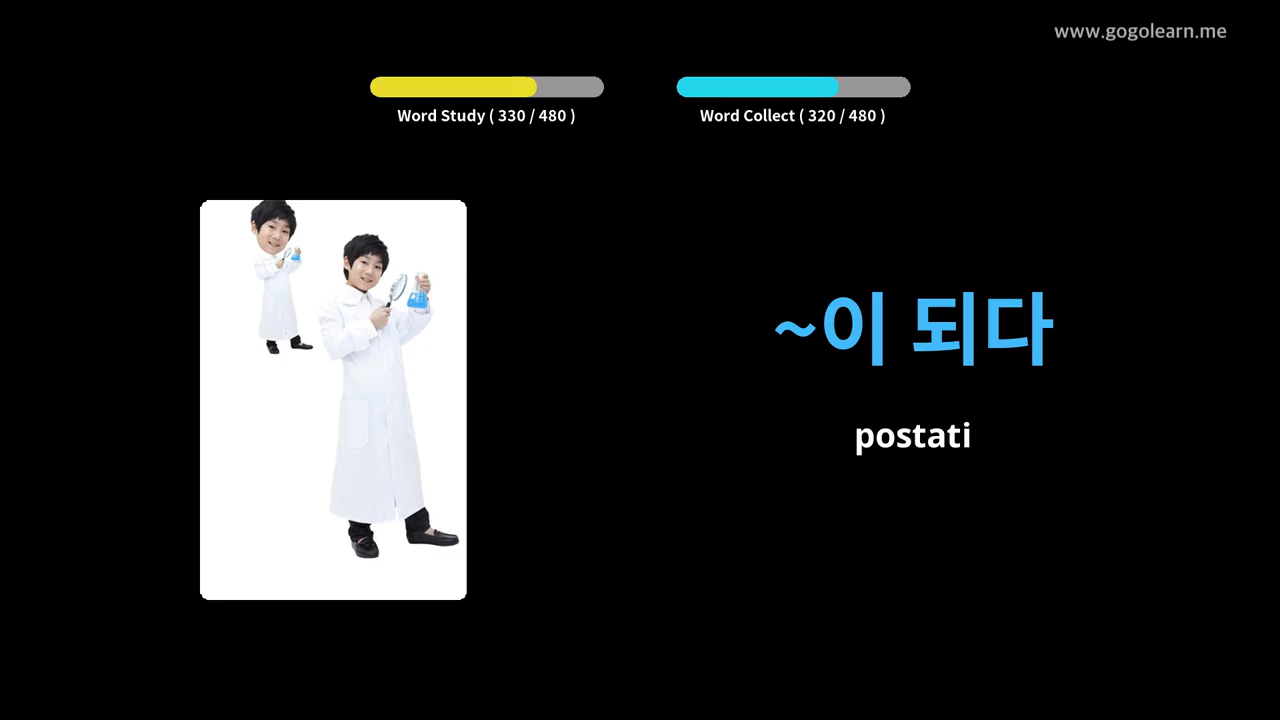 www.gogolearn.me
Word Study ( 330 / 480 )
Word Collect ( 320 / 480 )
~이 되다
postati